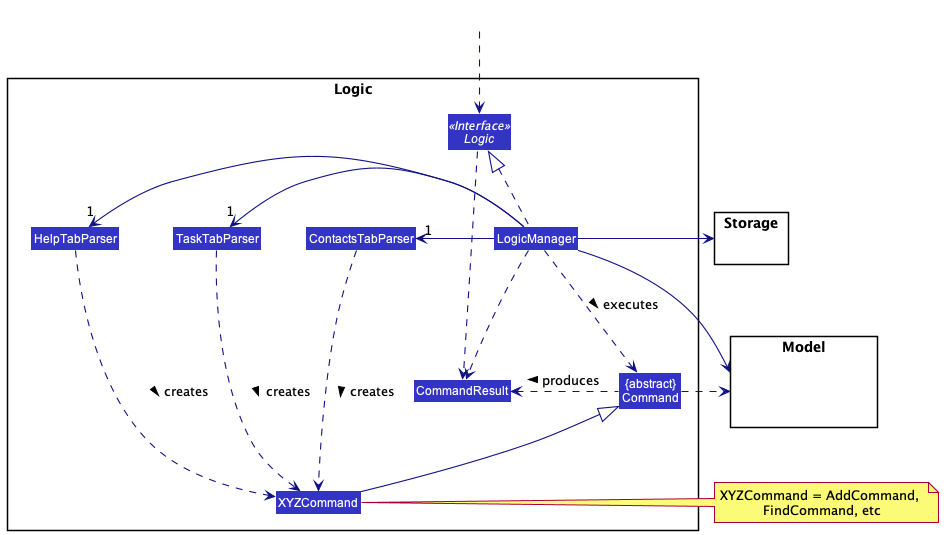 Logic
«Interface»
Logic
1
1
1
HelpTabParser
TaskTabParser
ContactsTabParser
LogicManager
Storage
executes
Model
creates
creates
creates
produces
CommandResult
{abstract}
Command
XYZCommand
XYZCommand = AddCommand,
FindCommand, etc